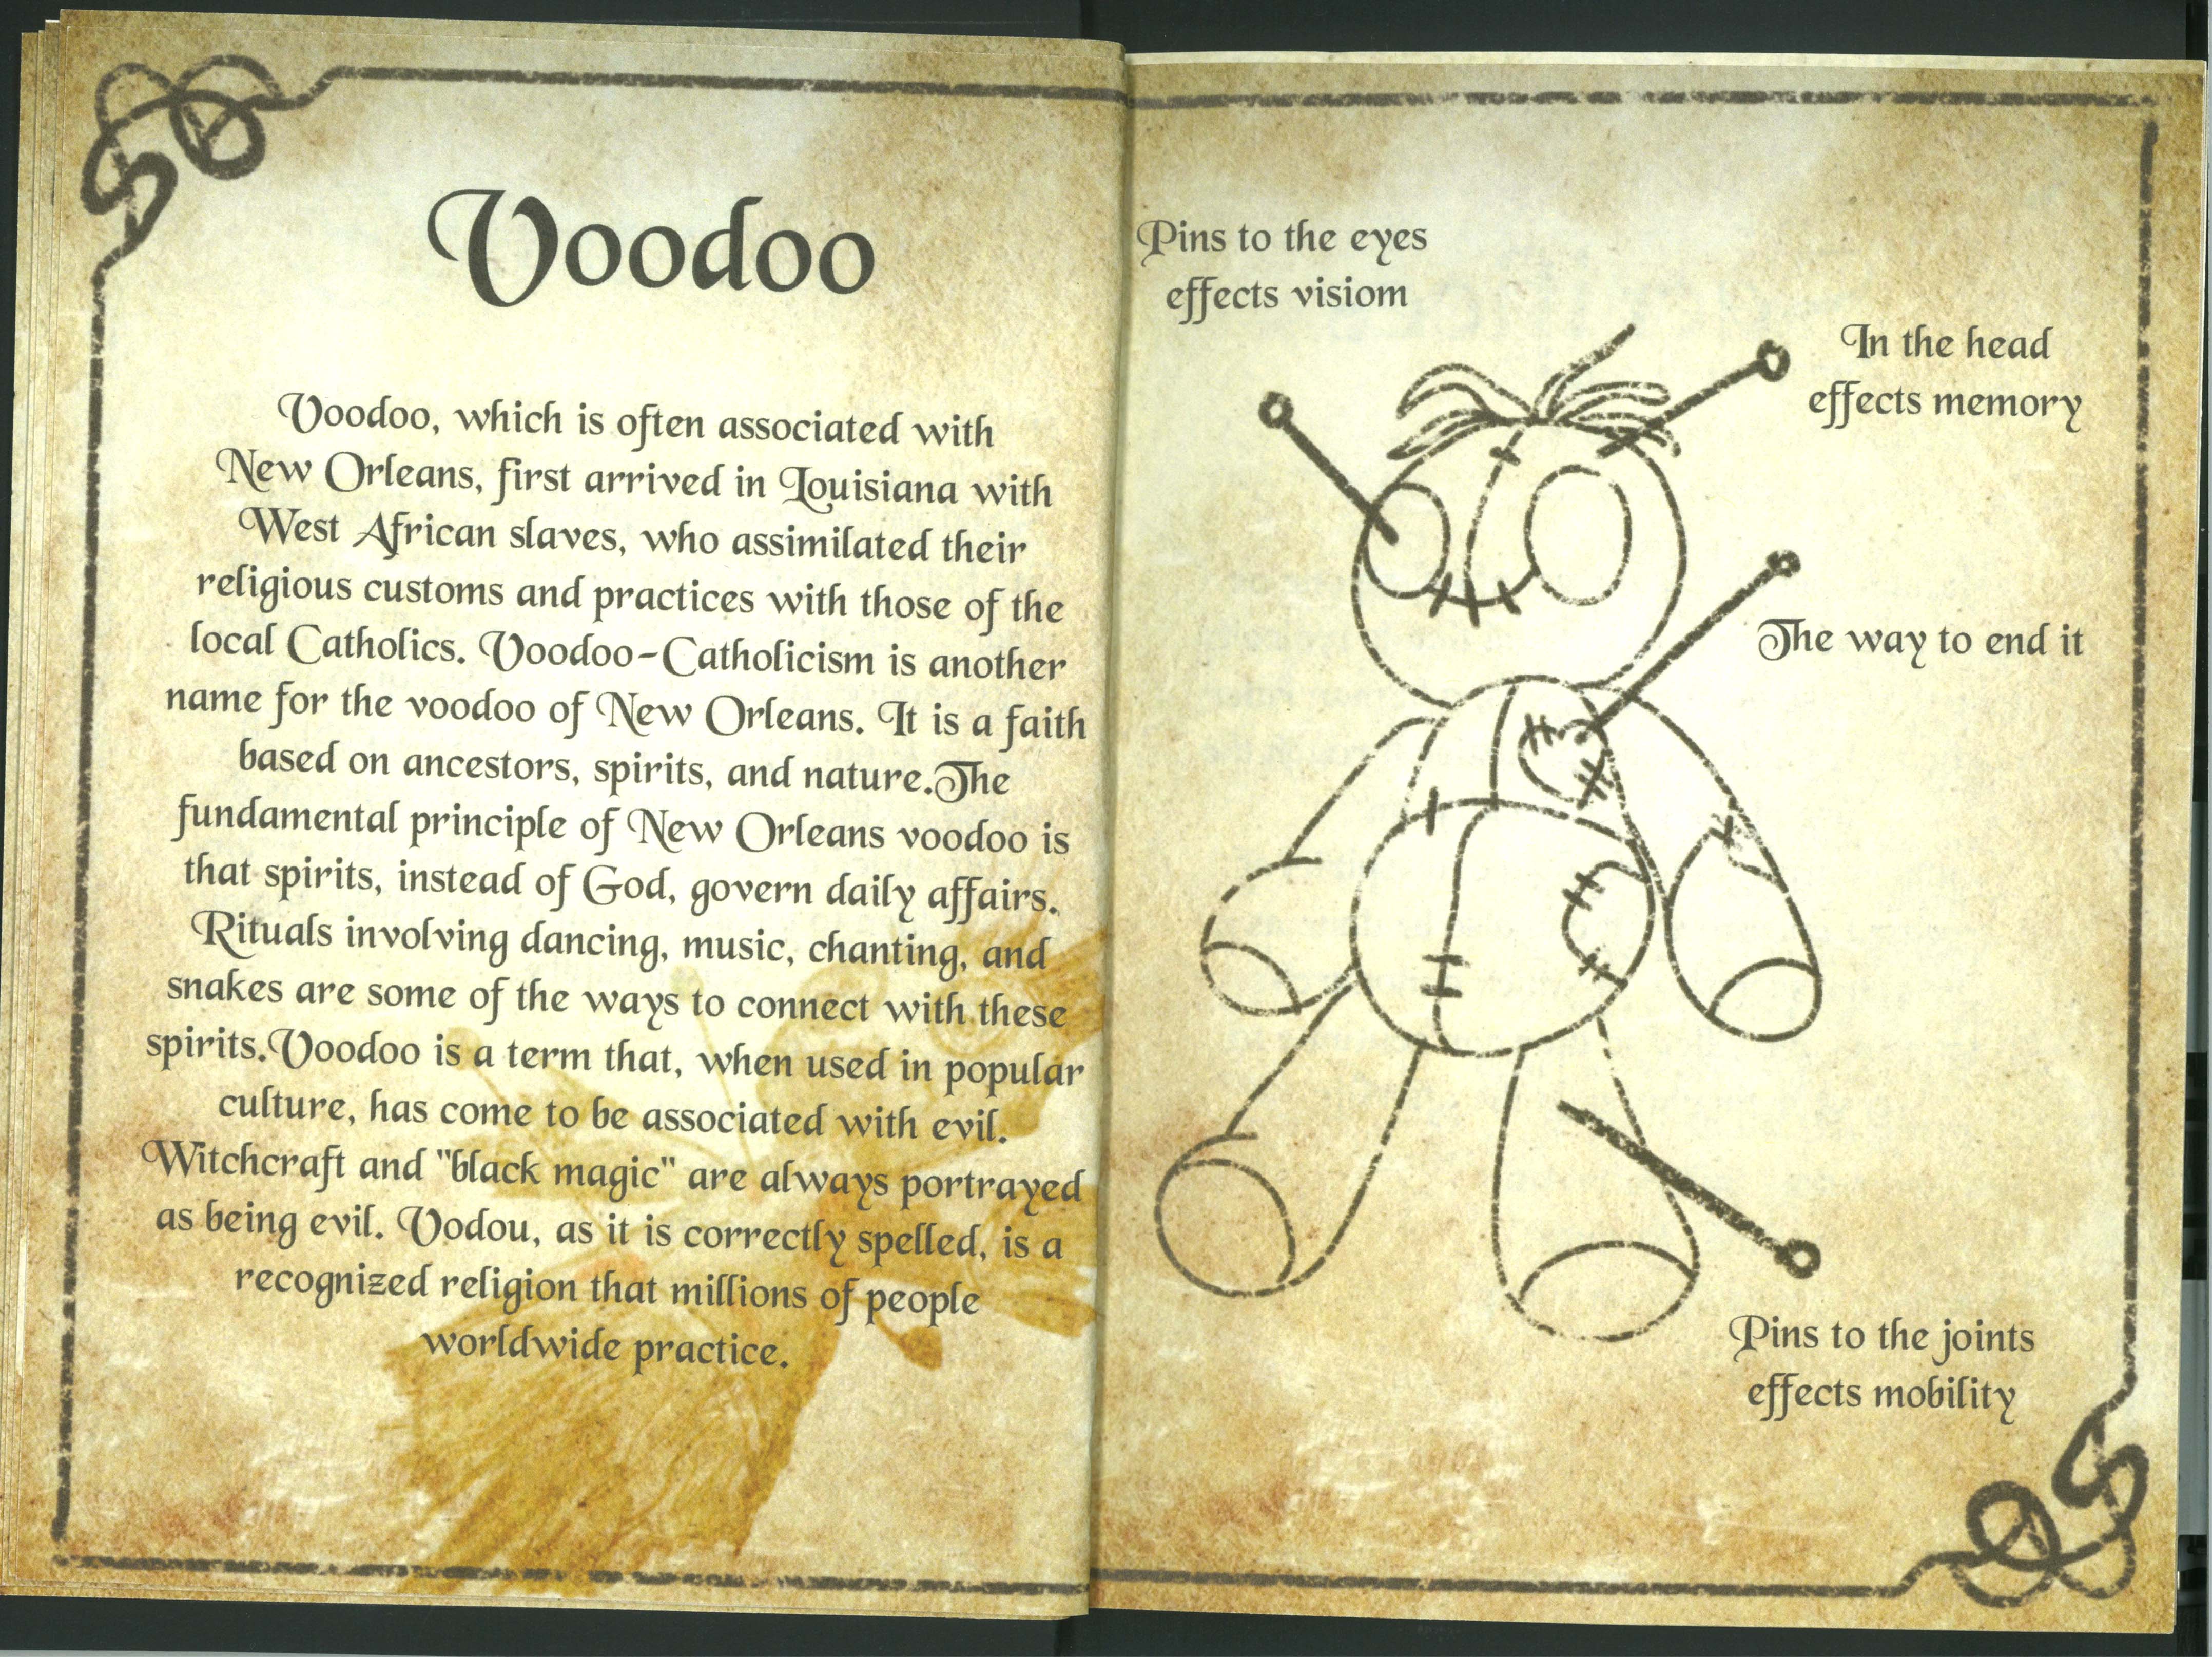 Voodoo
Voodoo, which is often associated with
New Orleans, first arrived in Louisiana with
West African slaves, who assimilated their
religious customs and practices with those of the
local Catholics. Voodoo-Catholicism is another
name for the voodoo of New Orleans. It is a faith
based on ancestors, spirits, and nature.The
fundamental principle of New Orleans voodoo is
that spirits, instead of God, govern daily affairs.
Rituals involving dancing, music, chanting, and
snakes are some of the ways to connect with these
spirits.Voodoo is a term that, when used in popular
culture, has come to be associated with evil.
Witchcraft and "black magic" are always portrayed
as being evil. Vodou, as it is correctly spelled, is a
recognized religion that millions of people
worldwide practice.
Pins to the eyes
effects visiom
In the head
effects memory
The way to end it
Pins to the joints
effects mobility